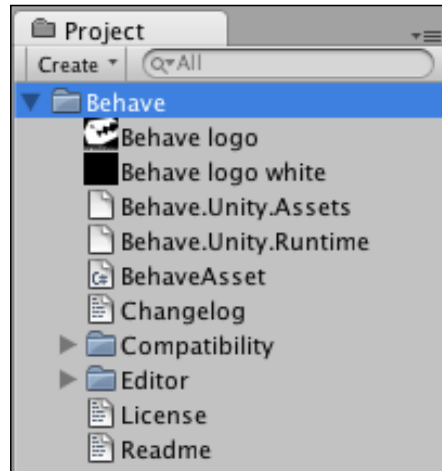 Project
Create All
Behave
Behave logo
Behave logo white
Behave.Unity.Assets
Behave.Unity.Runtime
C# BehaveAsset
Changelog
Compatibility
Editor
License
Readme